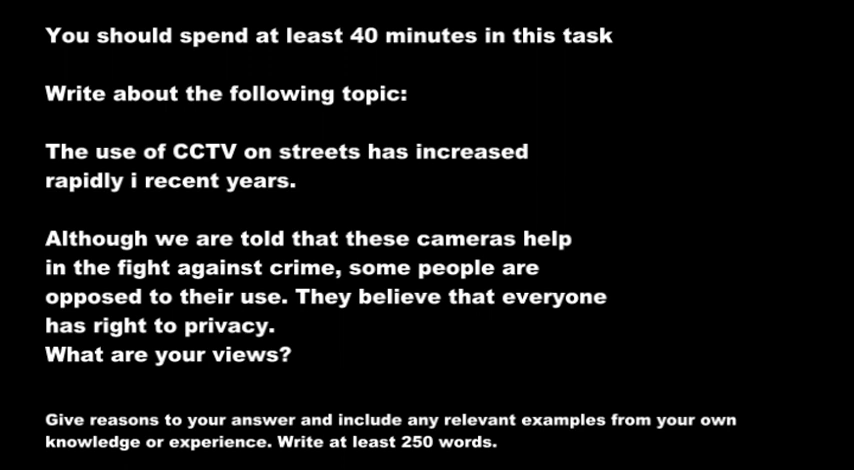 You should spend at least 40 minutes in this task
Write about the following topic:
The use of CCTV on streets has increased
rapidly i recent years.
Although we are told that these cameras help
in the fight against crime, some people are
opposed to their use. They believe that everyone
has right to privacy.
What are your views?
Give reasons to your answer and include any relevant examples from your own
knowledge or experience. Write at least 250 words.